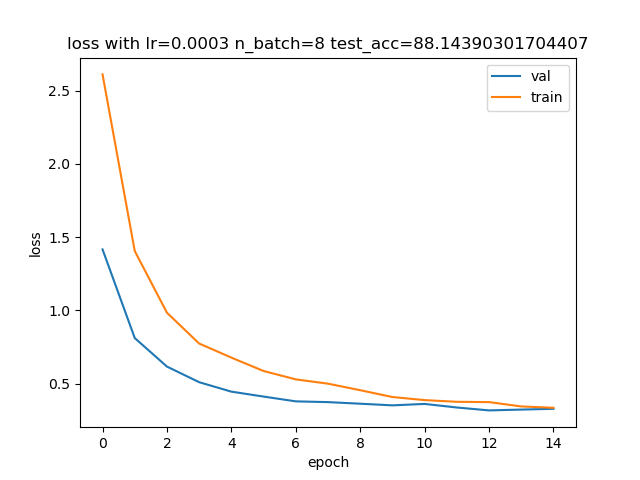 loss with lr=0.0003 n_batch=8 test_acc=88.14390301704407
val
train
2.5
2.0
1.5
1.0
0.5
loss
0 2 4 6 8 10 12 14
epoch